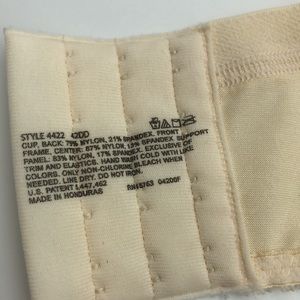 STYLE 4422 42DD
CUP, BACK: 79% NYLON, 21% SPANDEX. FRONT
FRAME, CENTER: 87% NYLON, 13% SPANDEX. SUPPORT
PANEL: 83% NYLON, 17% SPANDEX. EXCLUSIVE OF
TRIMS AND ELASTICS. HAND WASH COLD WITH LIKE
COLORS. ONLY NON-CHLORINE BLEACH WHEN
NEEDED. LINE DRY. DO NOT IRON.
U.S. PATENT 1,447,462
MADE IN HONDURAS 04200F